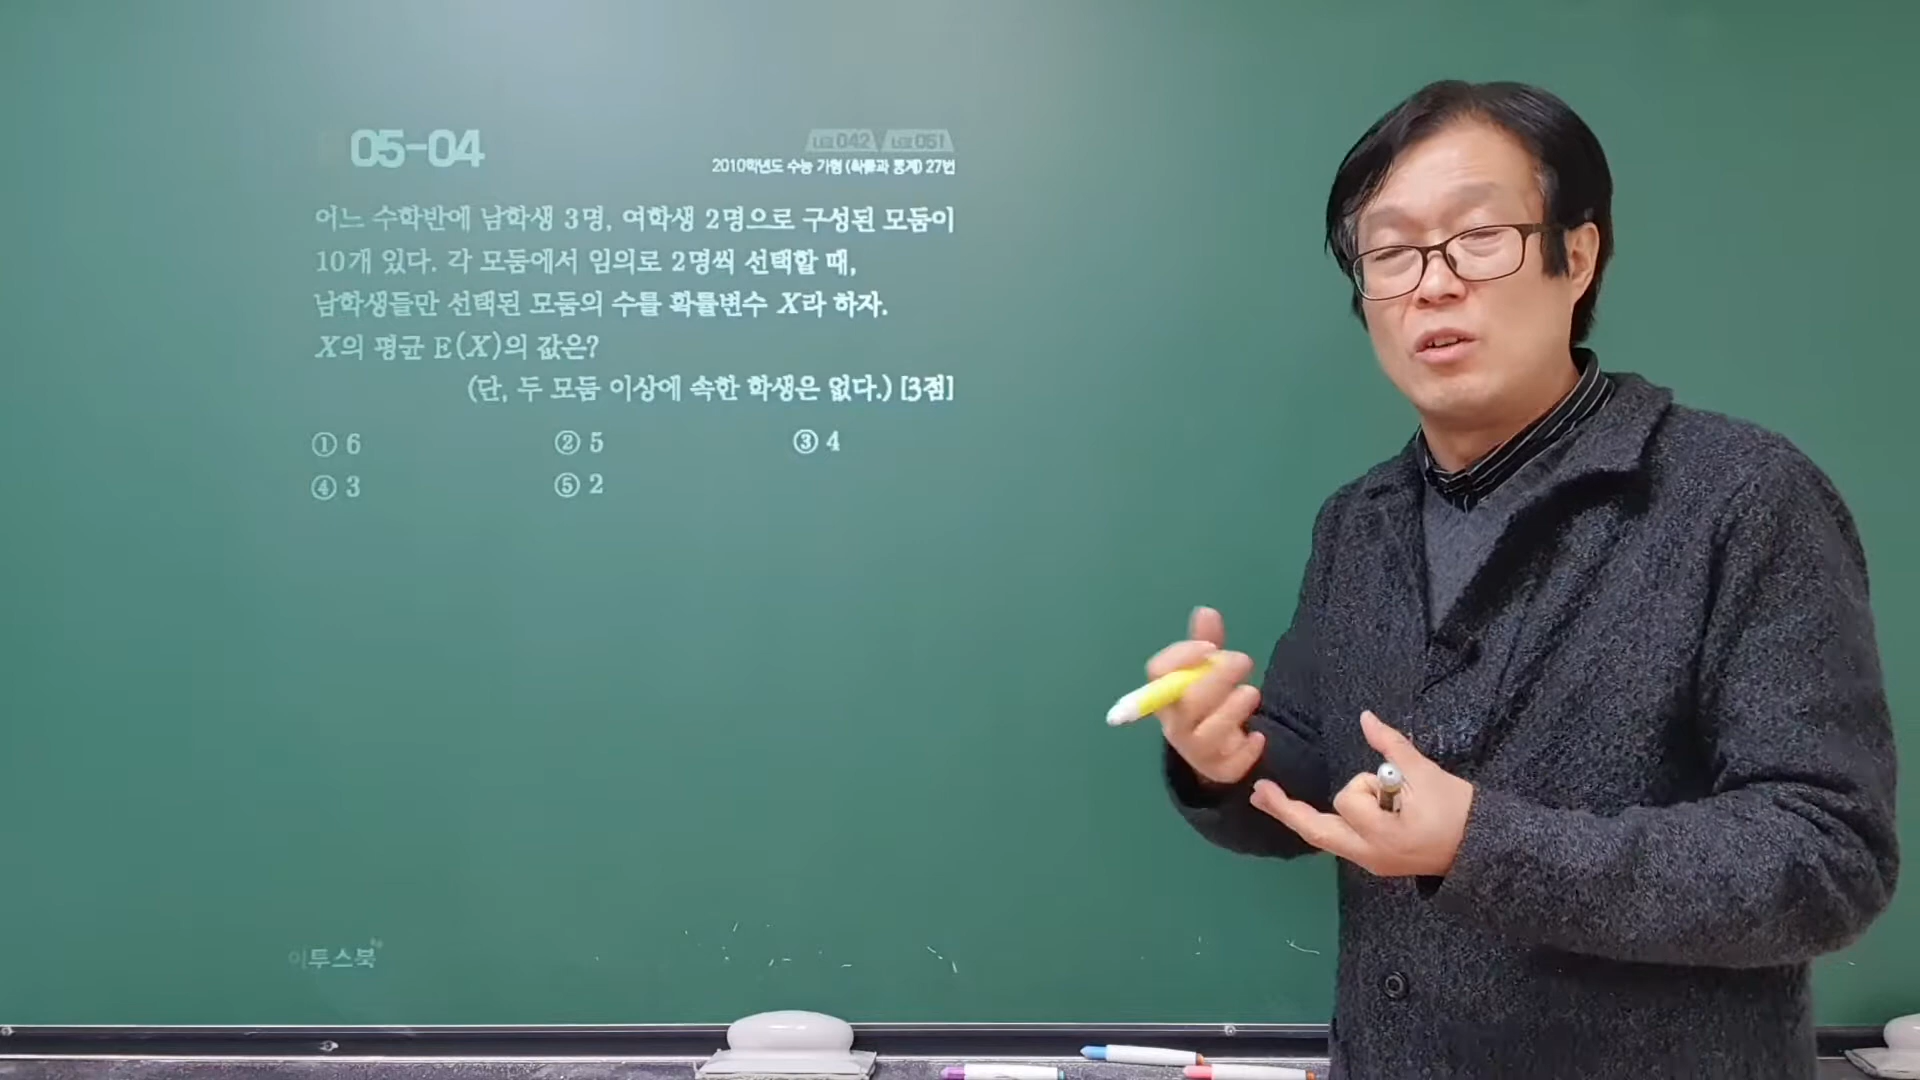 05-04
유형 042 유형 051
2010학년도 수능 가형 (확률과 통계) 27번
어느 수학반에 남학생 3명, 여학생 2명으로 구성된 모둠이
10개 있다. 각 모둠에서 임의로 2명씩 선택할 때,
남학생들만 선택된 모둠의 수를 확률변수 X라 하자.
X의 평균 E(X)의 값은?
(단, 두 모둠 이상에 속한 학생은 없다.) [3점]
① 6 ② 5 ③ 4
④ 3 ⑤ 2
이투스북